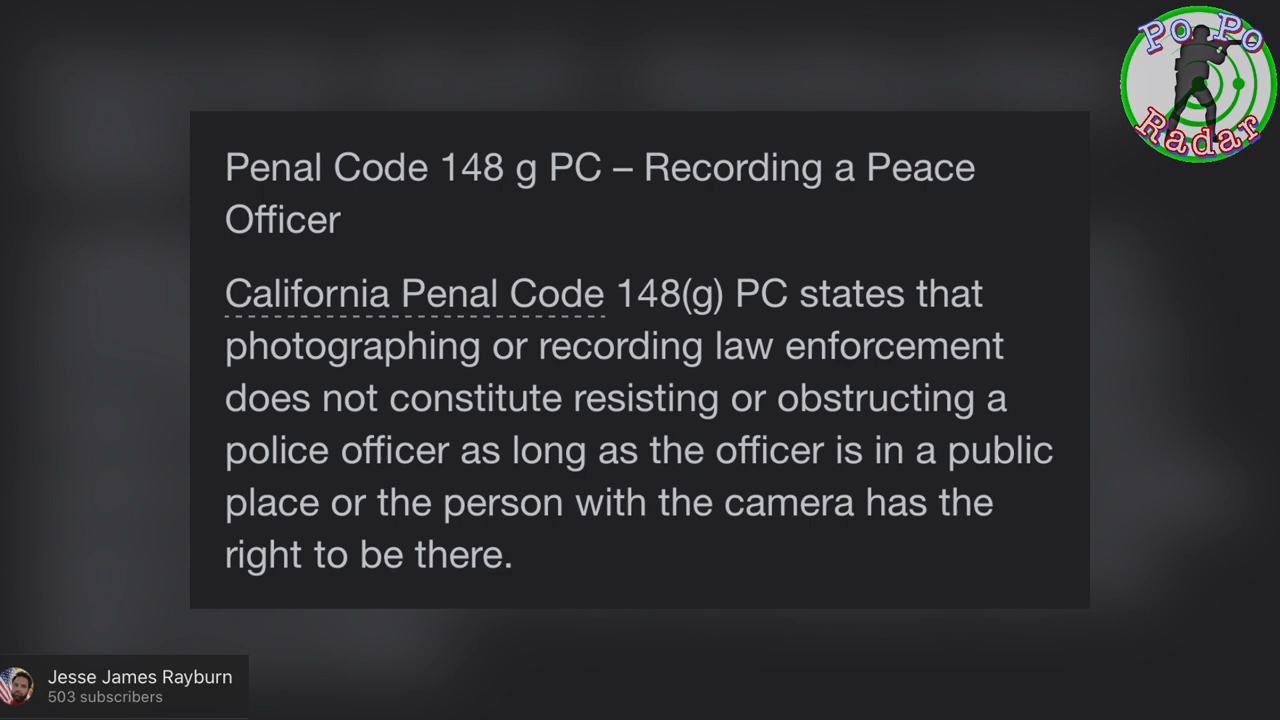 Po Po
Radar
Penal Code 148 g PC – Recording a Peace
Officer
California Penal Code 148(g) PC states that
photographing or recording law enforcement
does not constitute resisting or obstructing a
police officer as long as the officer is in a public
place or the person with the camera has the
right to be there.
Jesse James Rayburn
503 subscribers